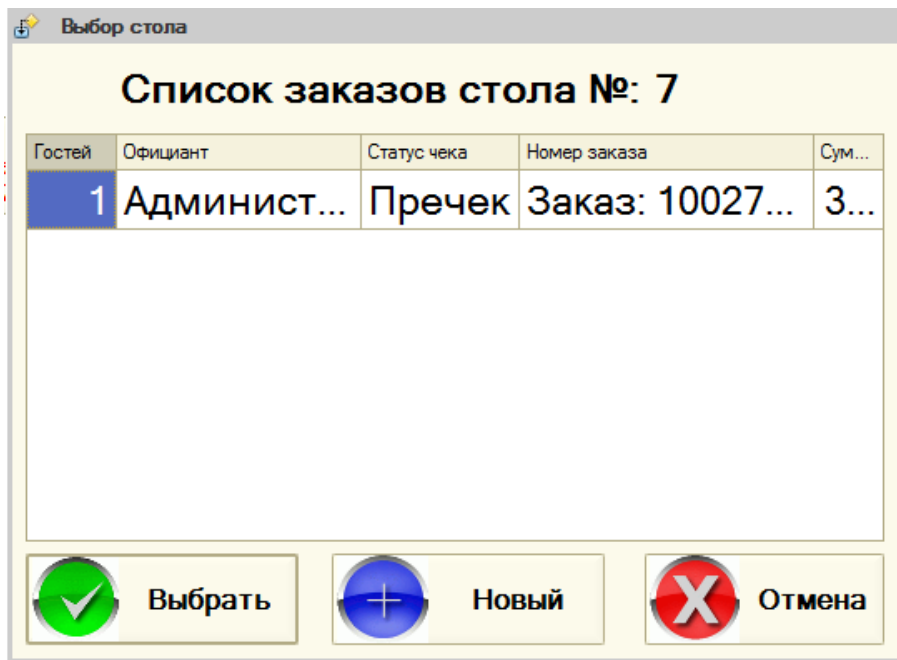 Выбор стола
Список заказов стола №: 7
Гостей Официант Статус чека Номер заказа Сум...
1 Админист... Пречек Заказ: 10027... 3...
Выбрать Новый Отмена